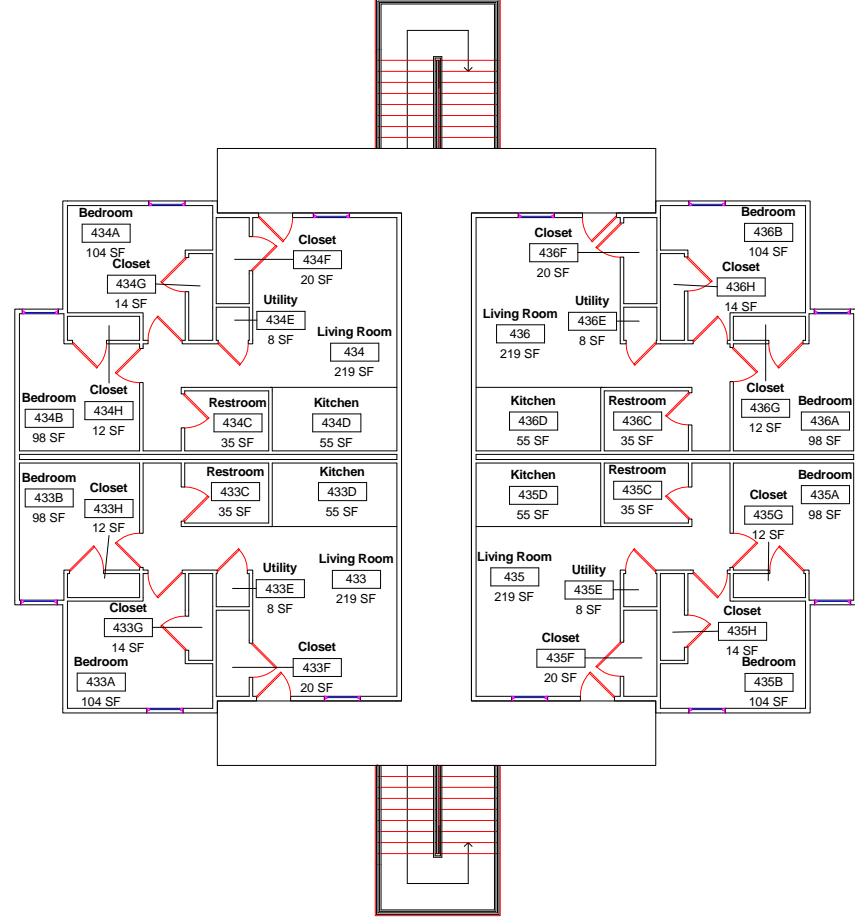 Bedroom
434A
104 SF
Closet
434G
14 SF
Closet
434F
20 SF
Utility
434E
8 SF
Living Room
434
219 SF
Bedroom
434B
98 SF
Closet
434H
12 SF
Restroom
434C
35 SF
Kitchen
434D
55 SF
Closet
436F
20 SF
Bedroom
436B
104 SF
Closet
436H
14 SF
Living Room
436
219 SF
Utility
436E
8 SF
Kitchen
436D
55 SF
Restroom
436C
35 SF
Closet
436G
12 SF
Bedroom
436A
98 SF
Bedroom
433B
98 SF
Closet
433H
12 SF
Restroom
433C
35 SF
Kitchen
433D
55 SF
Living Room
433
219 SF
Utility
433E
8 SF
Closet
433G
14 SF
Bedroom
433A
104 SF
Closet
433F
20 SF
Kitchen
435D
55 SF
Restroom
435C
35 SF
Closet
435G
12 SF
Bedroom
435A
98 SF
Living Room
435
219 SF
Utility
435E
8 SF
Closet
435F
20 SF
Closet
435H
14 SF
Bedroom
435B
104 SF